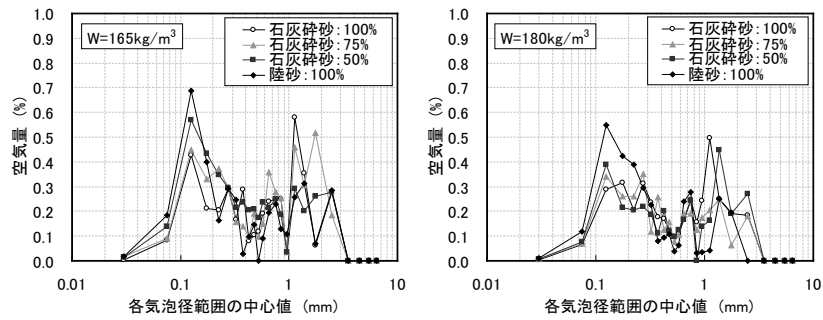 W=165kg/m³
石灰砕砂：100%
石灰砕砂：75%
石灰砕砂：50%
陸砂：100%
空気量 (%)
1.0
0.9
0.8
0.7
0.6
0.5
0.4
0.3
0.2
0.1
0.0
0.01
0.1
1
10
各気泡径範囲の中心値 (mm)
W=180kg/m³
石灰砕砂：100%
石灰砕砂：75%
石灰砕砂：50%
陸砂：100%
空気量 (%)
1.0
0.9
0.8
0.7
0.6
0.5
0.4
0.3
0.2
0.1
0.0
0.01
0.1
1
10
各気泡径範囲の中心値 (mm)